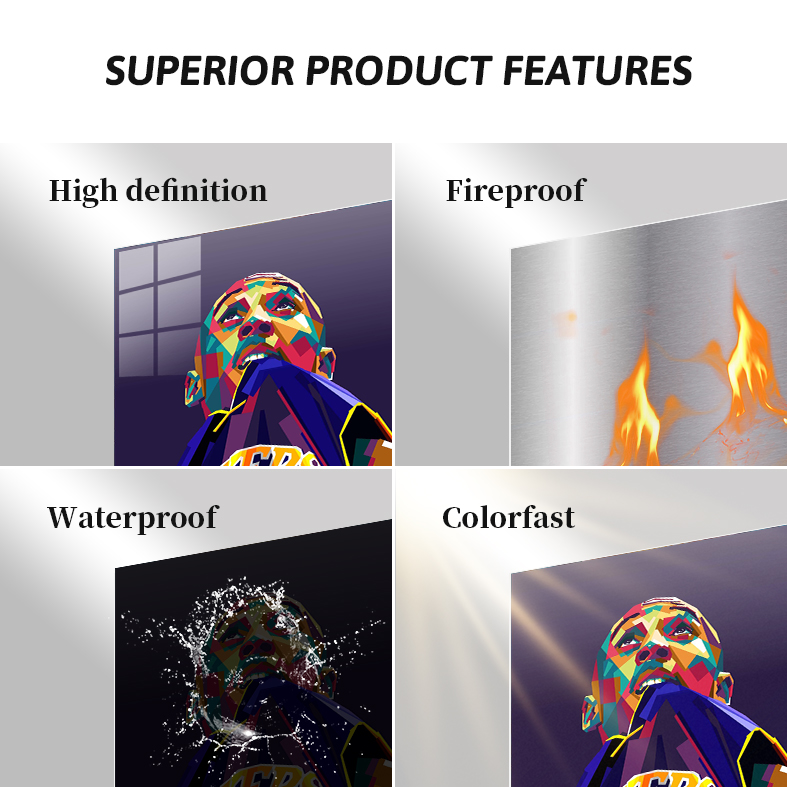 SUPERIOR PRODUCT FEATURES
High definition
Fireproof
Waterproof
Colorfast